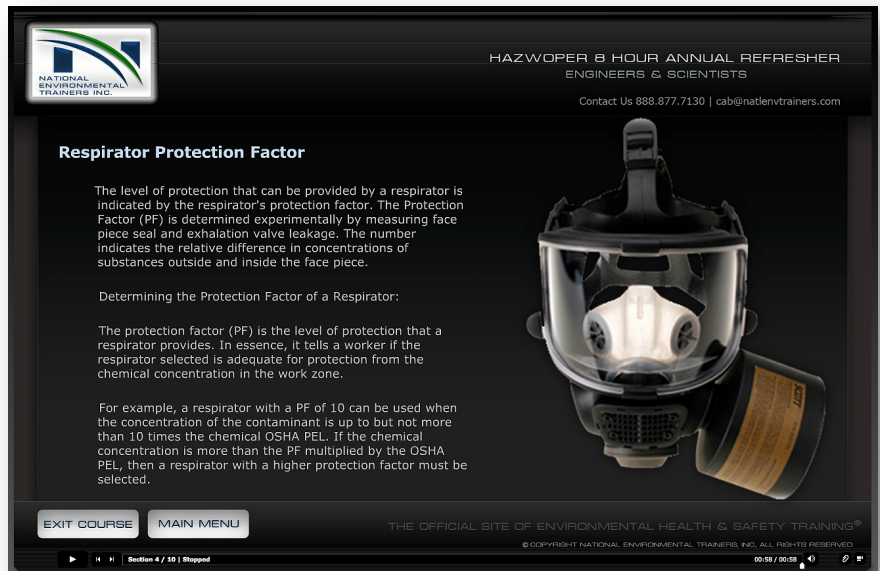 NATIONAL
ENVIRONMENTAL
TRAINERS INC.
HAZWOPER 8 HOUR ANNUAL REFRESHER
ENGINEERS & SCIENTISTS
Contact Us 888.877.7130 | cab@natlenvtrainers.com
Respirator Protection Factor
The level of protection that can be provided by a respirator is
indicated by the respirator's protection factor. The Protection
Factor (PF) is determined experimentally by measuring face
piece seal and exhalation valve leakage. The number
indicates the relative difference in concentrations of
substances outside and inside the face piece.
Determining the Protection Factor of a Respirator:
The protection factor (PF) is the level of protection that a
respirator provides. In essence, it tells a worker if the
respirator selected is adequate for protection from the
chemical concentration in the work zone.
For example, a respirator with a PF of 10 can be used when
the concentration of the contaminant is up to but not more
than 10 times the chemical OSHA PEL. If the chemical
concentration is more than the PF multiplied by the OSHA
PEL, then a respirator with a higher protection factor must be
selected.
SCOTT
EXIT COURSE
MAIN MENU
THE OFFICIAL SITE OF ENVIRONMENTAL HEALTH & SAFETY TRAINING®
© COPYRIGHT NATIONAL ENVIRONMENTAL TRAINERS, INC., ALL RIGHTS RESERVED
Section 4 / 10 | Stopped
00:58 / 00:58